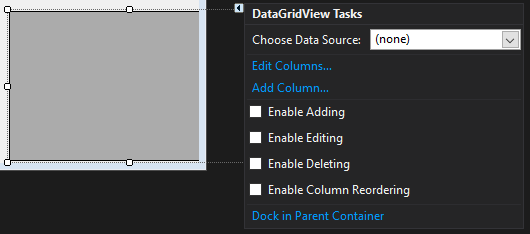 DataGridView Tasks
Choose Data Source: (none)
Edit Columns...
Add Column...
Enable Adding
Enable Editing
Enable Deleting
Enable Column Reordering
Dock in Parent Container